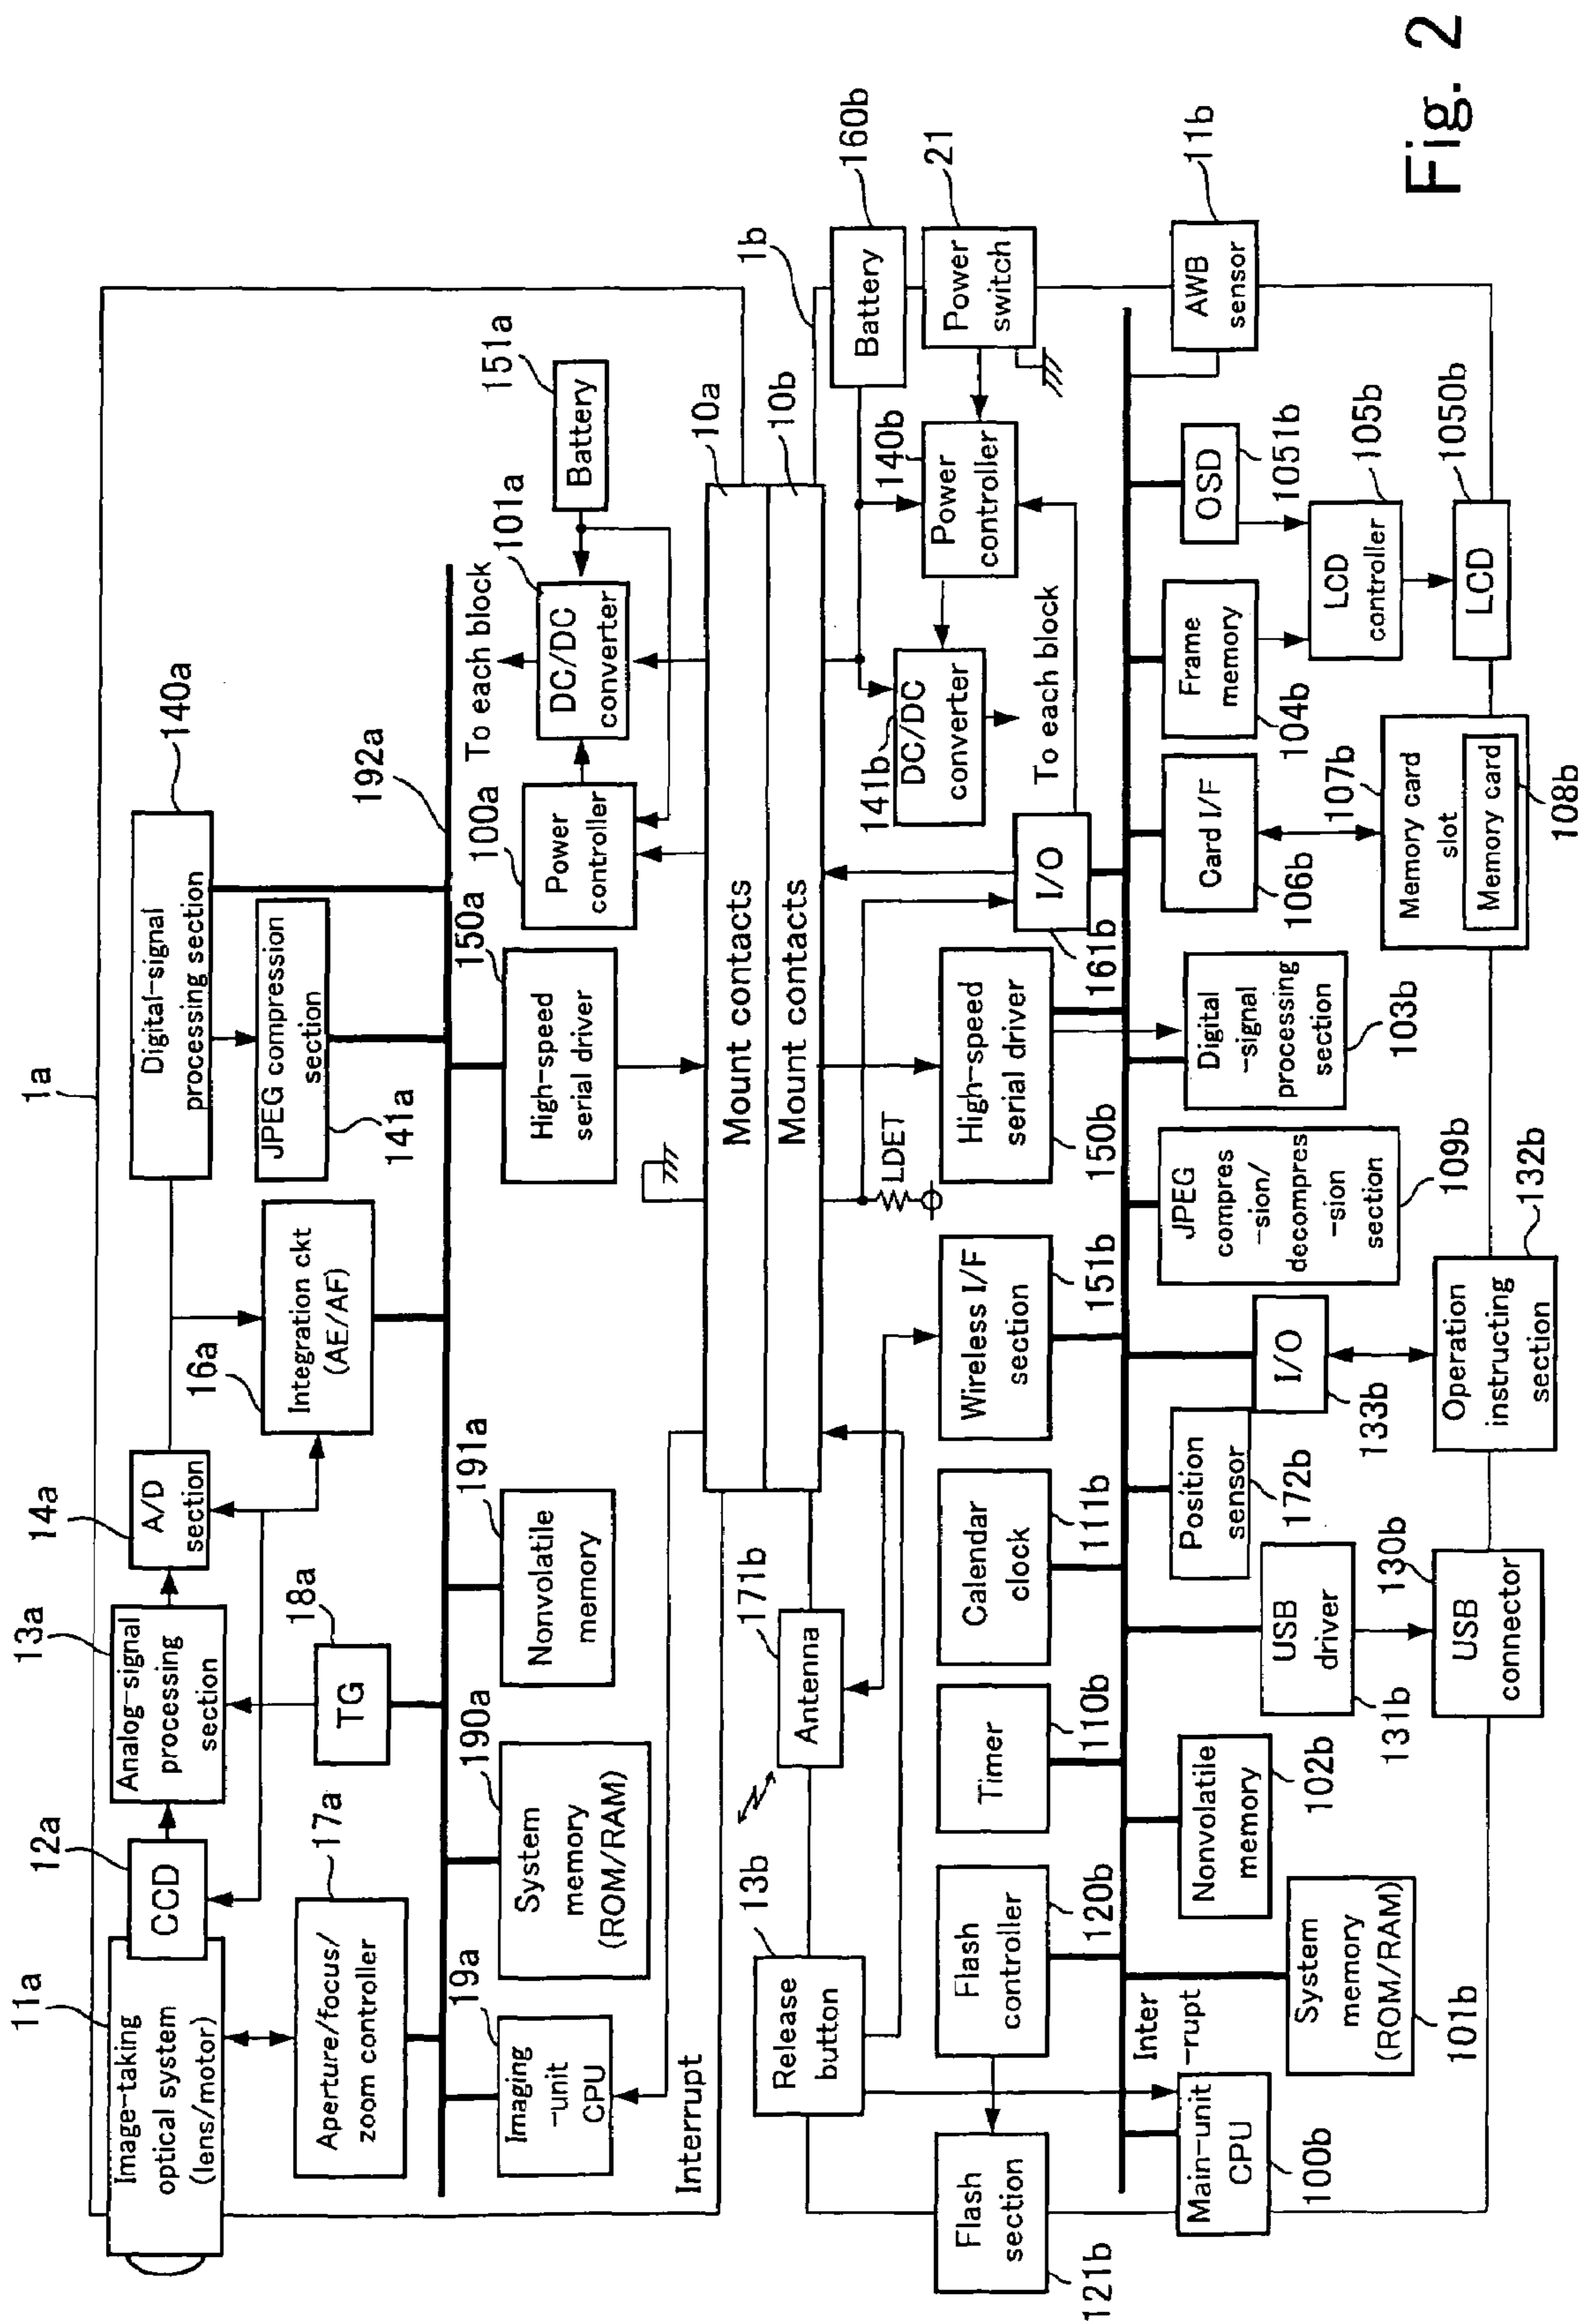 Fig. 2
1a
11a
Image-taking
optical system
(lens/motor)
12a
CCD
13a
Analog-signal
processing
section
14a
A/D
section
16a
Integration ckt
(AE/AF)
140a
Digital-signal
processing section
JPEG compression
section
141a
17a
Aperture/focus/
zoom controller
18a
TG
192a
19a
Imaging
-unit
CPU
190a
System
memory
(ROM/RAM)
191a
Nonvolatile
memory
150a
High-speed
serial driver
100a
Power
controller
To each block
101a
DC/DC
converter
151a
Battery
Interrupt
10a
Mount contacts
10b
Mount contacts
1b
13b
Release
button
171b
Antenna
LDET
160b
Battery
21
Power
switch
140b
Power
controller
141b
DC/DC
converter
To each block
I/O
161b
121b
Flash
section
Flash
controller
120b
Timer
110b
Calendar
clock
111b
Wireless I/F
section
151b
High-speed
serial driver
150b
Inter
-rupt
Main-unit
CPU
100b
System
memory
(ROM/RAM)
101b
Nonvolatile
memory
102b
USB
driver
131b
USB
connector
130b
Position
sensor
172b
I/O
133b
Operation
instructing
section
132b
JPEG
compres
-sion/
decompres
-sion
section
109b
Digital
-signal
processing
section
103b
Card I/F
106b
Memory card
slot
107b
Memory card
108b
Frame
memory
104b
OSD
1051b
LCD
controller
105b
LCD
1050b
AWB
sensor
11b